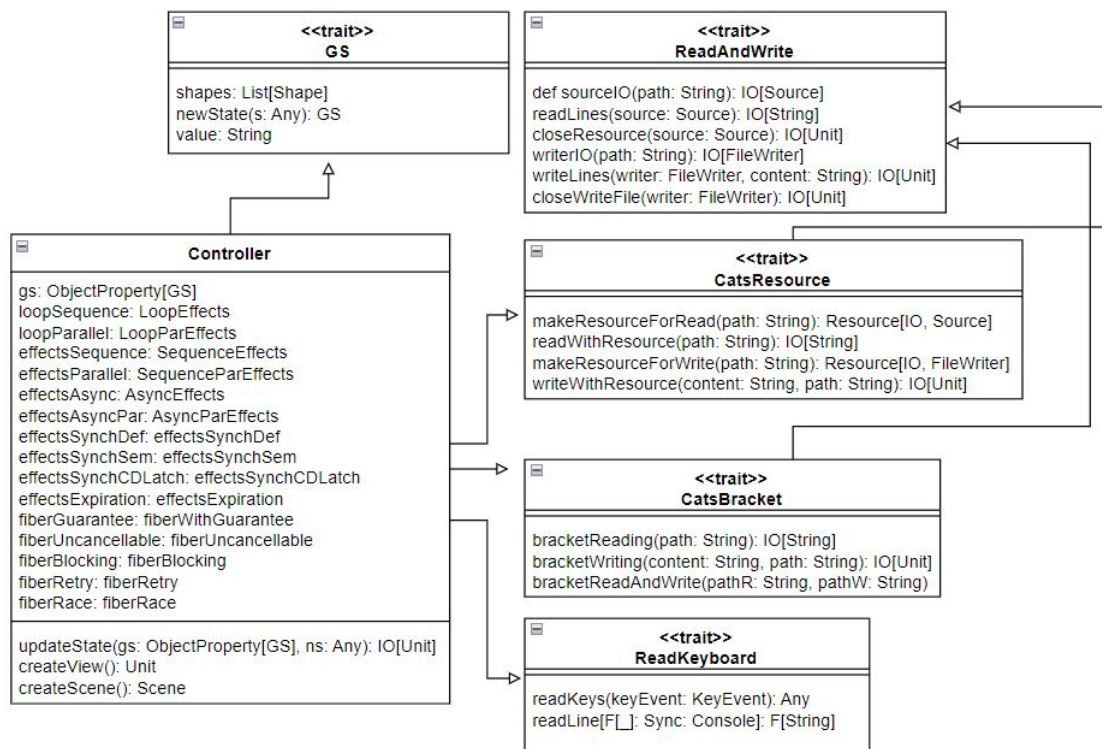 <<trait>>
GS
shapes: List[Shape]
newState(s: Any): GS
value: String
<<trait>>
ReadAndWrite
def sourceIO(path: String): IO[Source]
readLines(source: Source): IO[String]
closeResource(source: Source): IO[Unit]
writerIO(path: String): IO[FileWriter]
writeLines(writer: FileWriter, content: String): IO[Unit]
closeWriteFile(writer: FileWriter): IO[Unit]
Controller
gs: ObjectProperty[GS]
loopSequence: LoopEffects
loopParallel: LoopParEffects
effectsSequence: SequenceEffects
effectsParallel: SequenceParEffects
effectsAsync: AsyncEffects
effectsAsyncPar: AsyncParEffects
effectsSynchDef: effectsSynchDef
effectsSynchSem: effectsSynchSem
effectsSynchCDLatch: effectsSynchCDLatch
effectsExpiration: effectsExpiration
fiberGuarantee: fiberWithGuarantee
fiberUncancellable: fiberUncancellable
fiberBlocking: fiberBlocking
fiberRetry: fiberRetry
fiberRace: fiberRace
updateState(gs: ObjectProperty[GS], ns: Any): IO[Unit]
createView(): Unit
createScene(): Scene
<<trait>>
CatsResource
makeResourceForRead(path: String): Resource[IO, Source]
readWithResource(path: String): IO[String]
makeResourceForWrite(path: String): Resource[IO, FileWriter]
writeWithResource(content: String, path: String): IO[Unit]
<<trait>>
CatsBracket
bracketReading(path: String): IO[String]
bracketWriting(content: String, path: String): IO[Unit]
bracketReadAndWrite(pathR: String, pathW: String)
<<trait>>
ReadKeyboard
readKeys(keyEvent: KeyEvent): Any
readLine[F[_]: Sync: Console]: F[String]